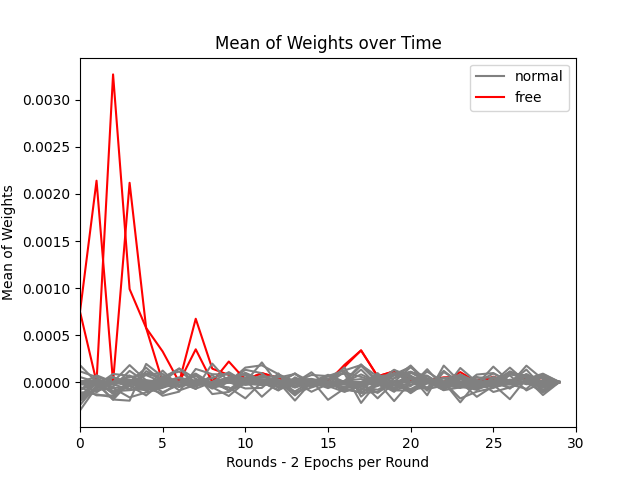 Mean of Weights over Time
normal
free
Mean of Weights
0.0030
0.0025
0.0020
0.0015
0.0010
0.0005
0.0000
0 5 10 15 20 25 30
Rounds - 2 Epochs per Round